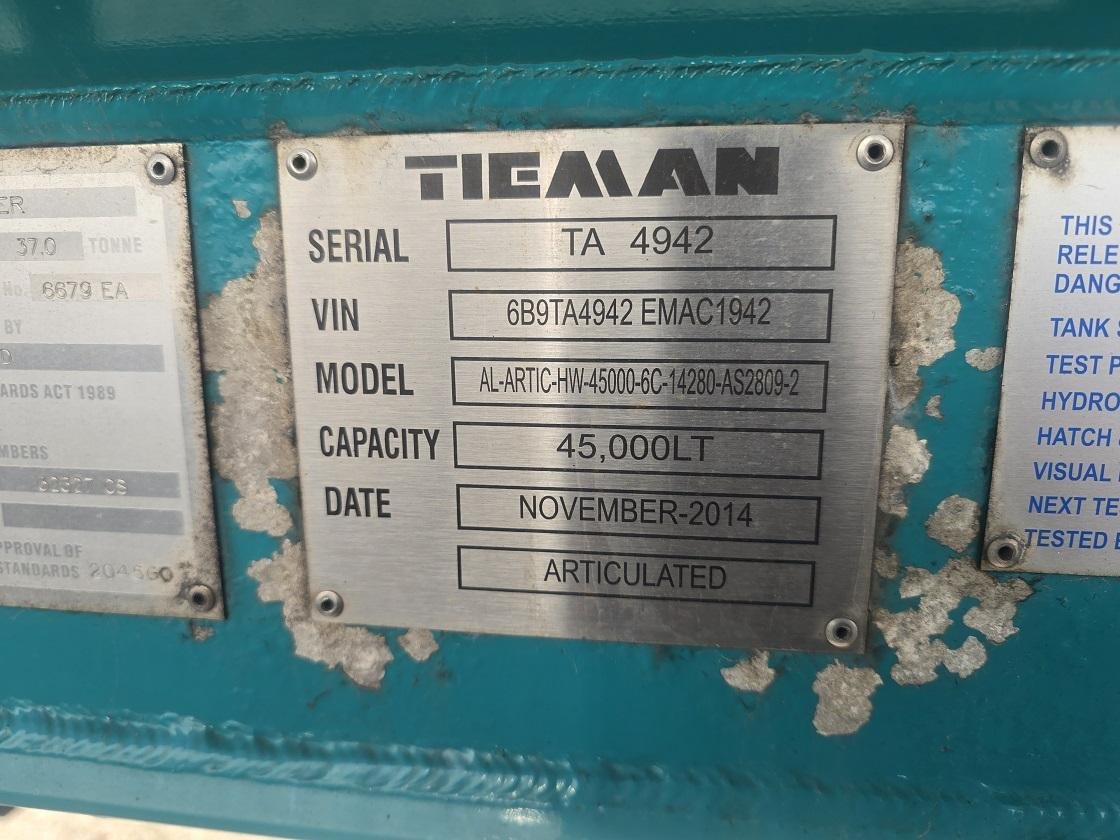 ER
37.0 TONNE
No. 6679 EA
BY
D
ARDS ACT 1989
MBERS
CS
PPROVAL OF
STANDARDS
TIEMAN
SERIAL TA 4942
VIN 6B9TA4942 EMAC1942
MODEL AL-ARTIC-HW-45000-6C-14280-AS2809-2
CAPACITY 45,000LT
DATE NOVEMBER-2014
ARTICULATED
THIS
RELE
DANG
TANK S
TEST P
HYDRO
HATCH
VISUAL
NEXT TE
TESTED B